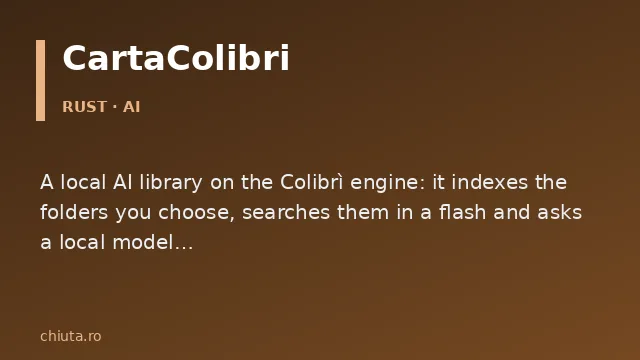 CartaColibri
RUST · AI
A local AI library on the Colibrì engine: it indexes the
folders you choose, searches them in a flash and asks
a local model…
chiuta.ro